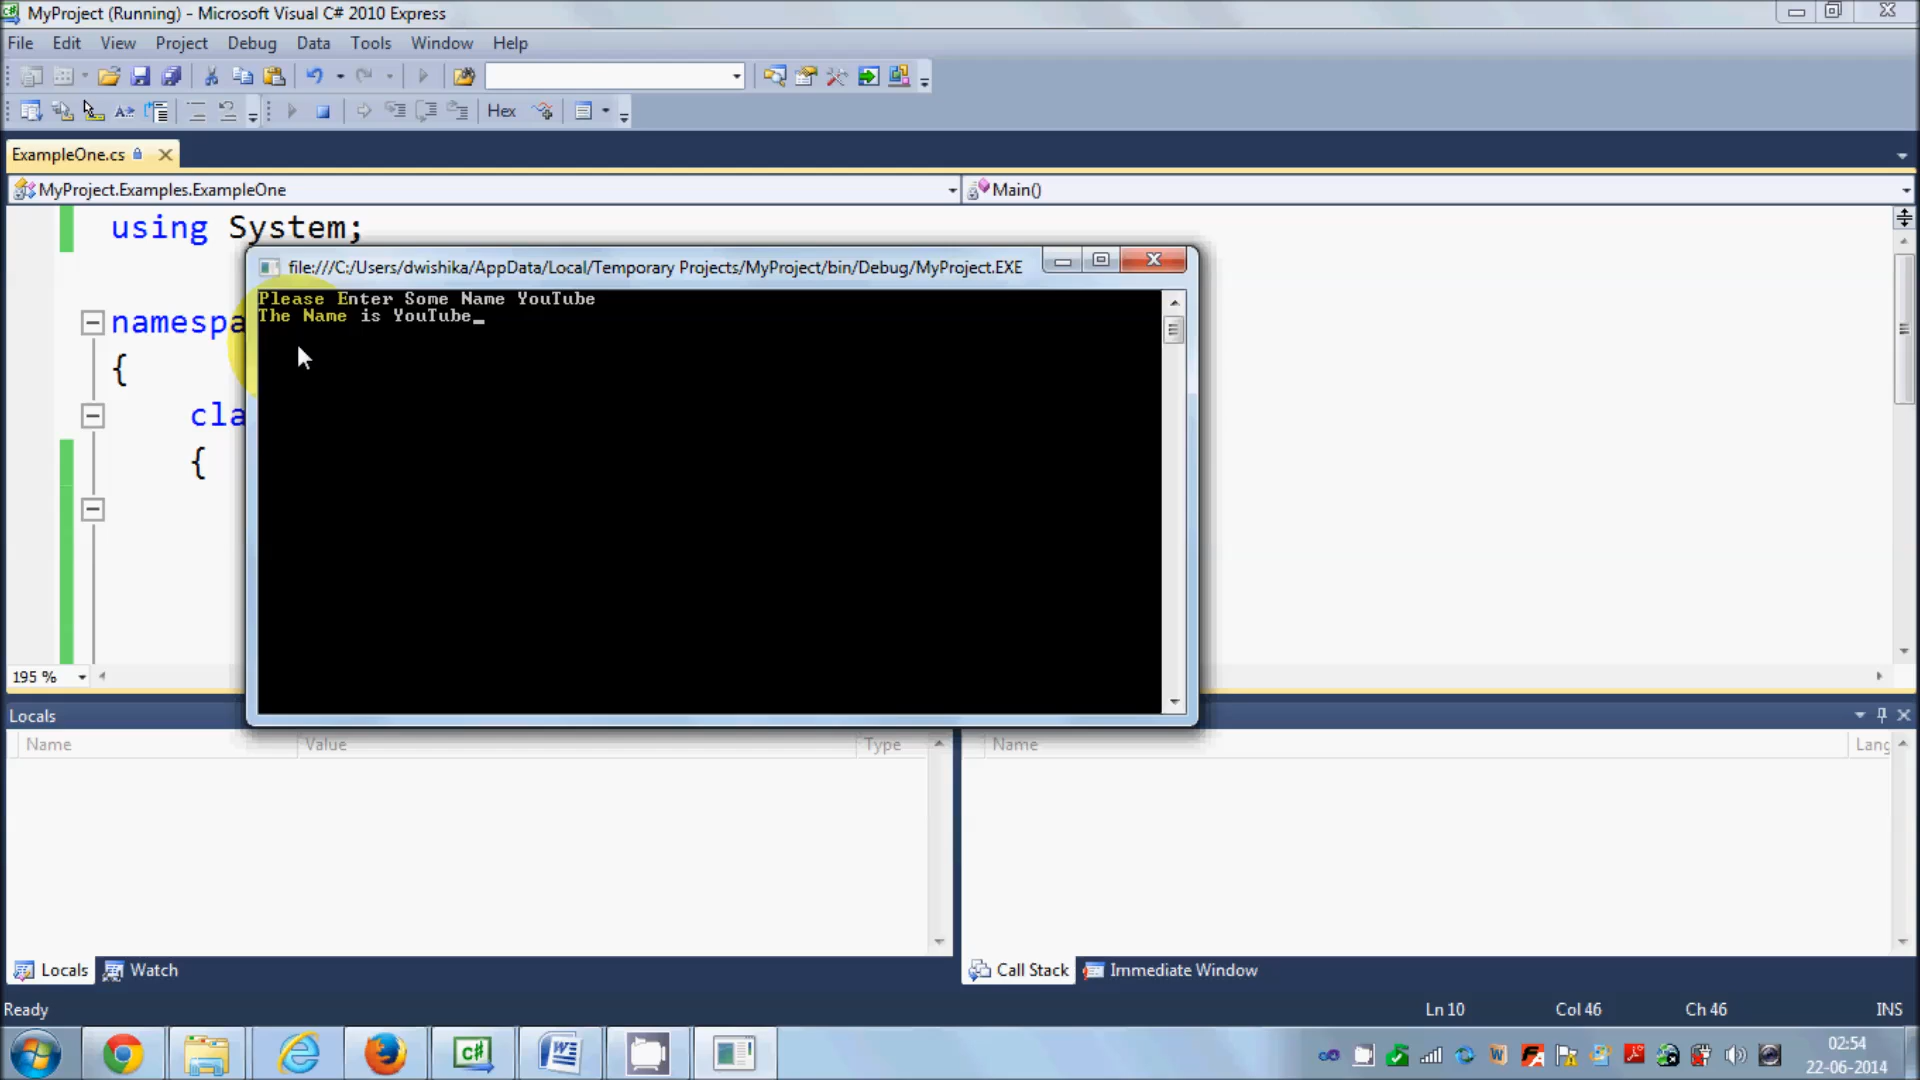 MyProject (Running) - Microsoft Visual C# 2010 Express
File Edit View Project Debug Data Tools Window Help
Hex
ExampleOne.cs
MyProject.Examples.ExampleOne
Main()
using System;
file:///C:/Users/dwishika/AppData/Local/Temporary Projects/MyProject/bin/Debug/MyProject.EXE
Please Enter Some Name YouTube
The Name is YouTube_
namespa
{
cla
{
195 %
Locals
Name Value Type
Name Lang
Locals Watch
Call Stack Immediate Window
Ready Ln 10 Col 46 Ch 46 INS
02:54
22-06-2014